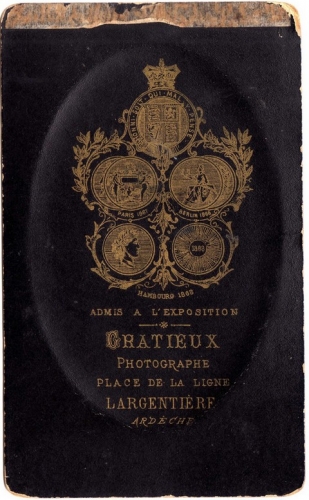 HONI SOIT QUI MAL Y PENSE
PARIS 1867
BERLIN 1865
HAMBOURG 1868
ADMIS A L'EXPOSITION
GRATIEUX
PHOTOGRAPHE
PLACE DE LA LIGNE
LARGENTIÈRE
ARDÈCHE